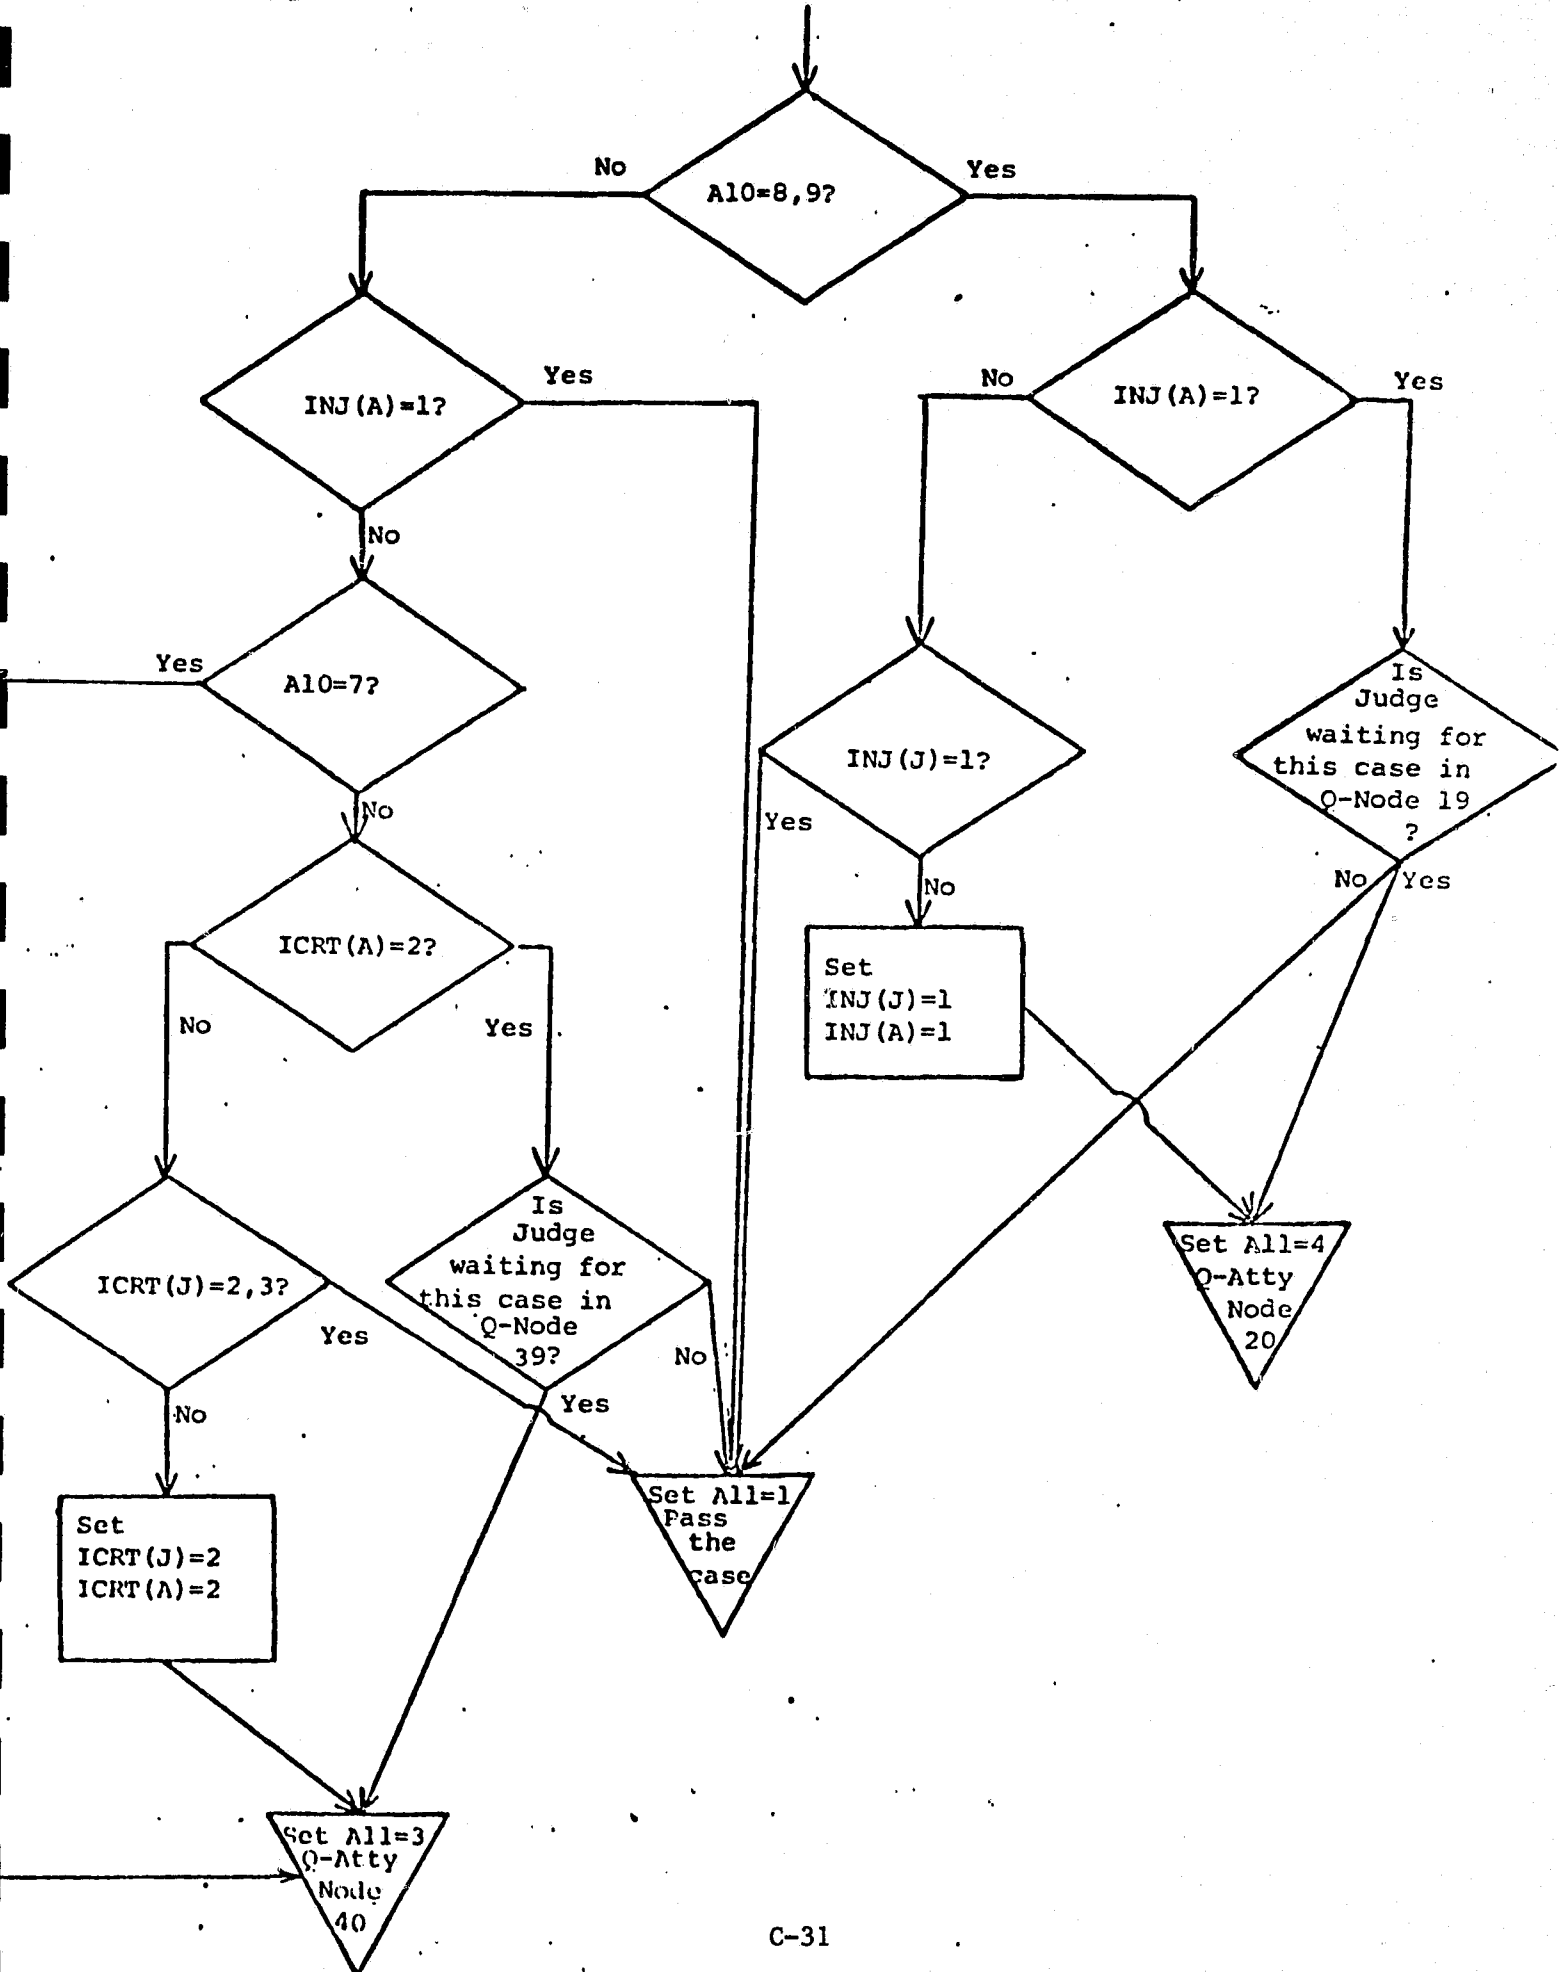 No
Yes
A10=8,9?
Yes
INJ(A)=1?
No
INJ(A)=1?
Yes
No
Yes
A10=7?
Is
Judge
waiting for
this case in
Q-Node 19
?
INJ(J)=1?
No
Yes
No
No
Yes
ICRT(A)=2?
Set
INJ(J)=1
INJ(A)=1
No
Yes
Is
Judge
waiting for
this case in
Q-Node
39?
ICRT(J)=2,3?
Yes
No
Set A11=4
Q-Atty
Node
20
No
Yes
Set A11=1
Pass
the
case
Set
ICRT(J)=2
ICRT(A)=2
Set A11=3
Q-Atty
Node
40
C-31